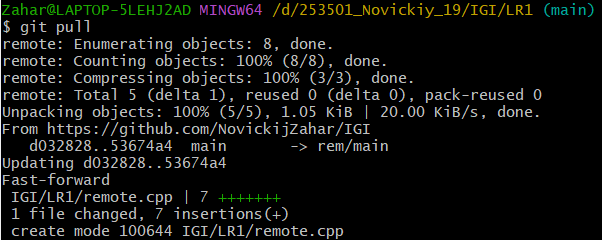 Zahar@LAPTOP-5LEHJ2AD MINGW64 /d/253501_Novickiy_19/IGI/LR1 (main)
$ git pull
remote: Enumerating objects: 8, done.
remote: Counting objects: 100% (8/8), done.
remote: Compressing objects: 100% (3/3), done.
remote: Total 5 (delta 1), reused 0 (delta 0), pack-reused 0
Unpacking objects: 100% (5/5), 1.05 KiB | 20.00 KiB/s, done.
From https://github.com/NovickijZahar/IGI
   d032828..53674a4  main       -> rem/main
Updating d032828..53674a4
Fast-forward
 IGI/LR1/remote.cpp | 7 +++++++
 1 file changed, 7 insertions(+)
 create mode 100644 IGI/LR1/remote.cpp